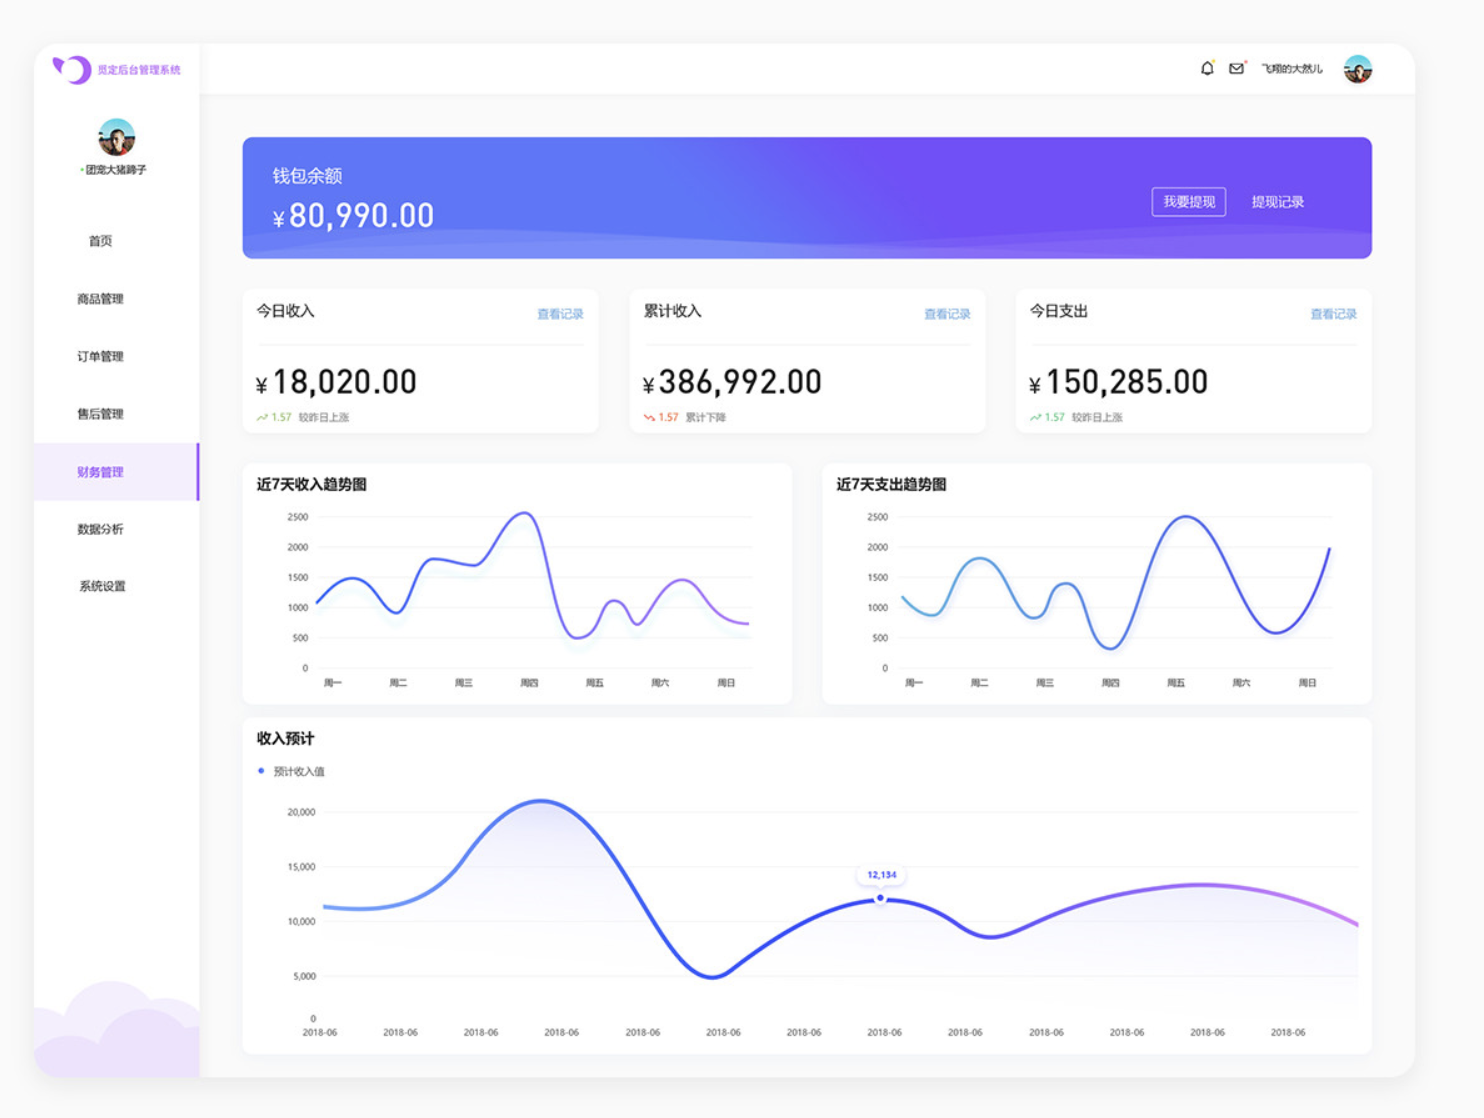 觅定后台管理系统
飞翔的大然儿
团宠大猪蹄子
首页
商品管理
订单管理
售后管理
财务管理
数据分析
系统设置
钱包余额
¥80,990.00
我要提现 提现记录
今日收入 查看记录
¥18,020.00
1.57 较昨日上涨
累计收入 查看记录
¥386,992.00
1.57 累计下降
今日支出 查看记录
¥150,285.00
1.57 较昨日上涨
近7天收入趋势图
2500
2000
1500
1000
500
0
周一 周二 周三 周四 周五 周六 周日
近7天支出趋势图
2500
2000
1500
1000
500
0
周一 周二 周三 周四 周五 周六 周日
收入预计
预计收入值
20,000
15,000
10,000
5,000
0
12,134
2018-06 2018-06 2018-06 2018-06 2018-06 2018-06 2018-06 2018-06 2018-06 2018-06 2018-06 2018-06 2018-06